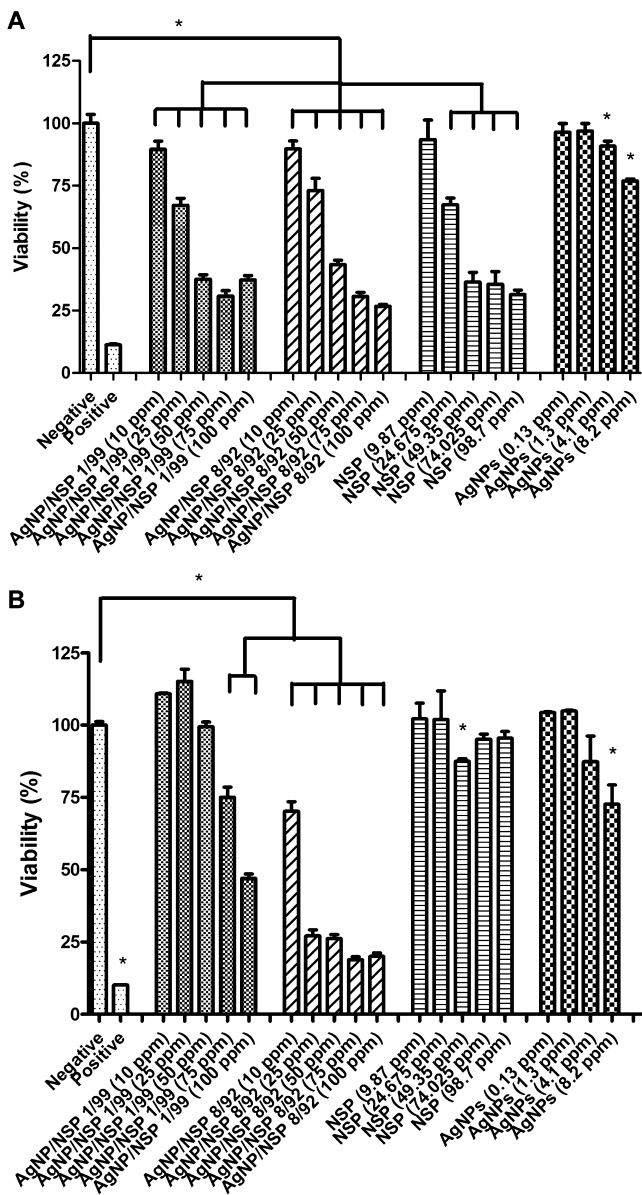 A
*
125
100
75
50
25
0
Viability (%)
*
*
Negative
Positive
AgNP/NSP 1/99 (10 ppm)
AgNP/NSP 1/99 (25 ppm)
AgNP/NSP 1/99 (50 ppm)
AgNP/NSP 1/99 (75 ppm)
AgNP/NSP 1/99 (100 ppm)
AgNP/NSP 8/92 (10 ppm)
AgNP/NSP 8/92 (25 ppm)
AgNP/NSP 8/92 (50 ppm)
AgNP/NSP 8/92 (75 ppm)
AgNP/NSP 8/92 (100 ppm)
NSP (9.87 ppm)
NSP (24.675 ppm)
NSP (49.35 ppm)
NSP (74.025 ppm)
NSP (98.7 ppm)
AgNPs (0.13 ppm)
AgNPs (1.3 ppm)
AgNPs (4.1 ppm)
AgNPs (8.2 ppm)
B
*
125
100
75
50
25
0
Viability (%)
*
*
*
Negative
Positive
AgNP/NSP 1/99 (10 ppm)
AgNP/NSP 1/99 (25 ppm)
AgNP/NSP 1/99 (50 ppm)
AgNP/NSP 1/99 (75 ppm)
AgNP/NSP 1/99 (100 ppm)
AgNP/NSP 8/92 (10 ppm)
AgNP/NSP 8/92 (25 ppm)
AgNP/NSP 8/92 (50 ppm)
AgNP/NSP 8/92 (75 ppm)
AgNP/NSP 8/92 (100 ppm)
NSP (9.87 ppm)
NSP (24.675 ppm)
NSP (49.35 ppm)
NSP (74.025 ppm)
NSP (98.7 ppm)
AgNPs (0.13 ppm)
AgNPs (1.3 ppm)
AgNPs (4.1 ppm)
AgNPs (8.2 ppm)